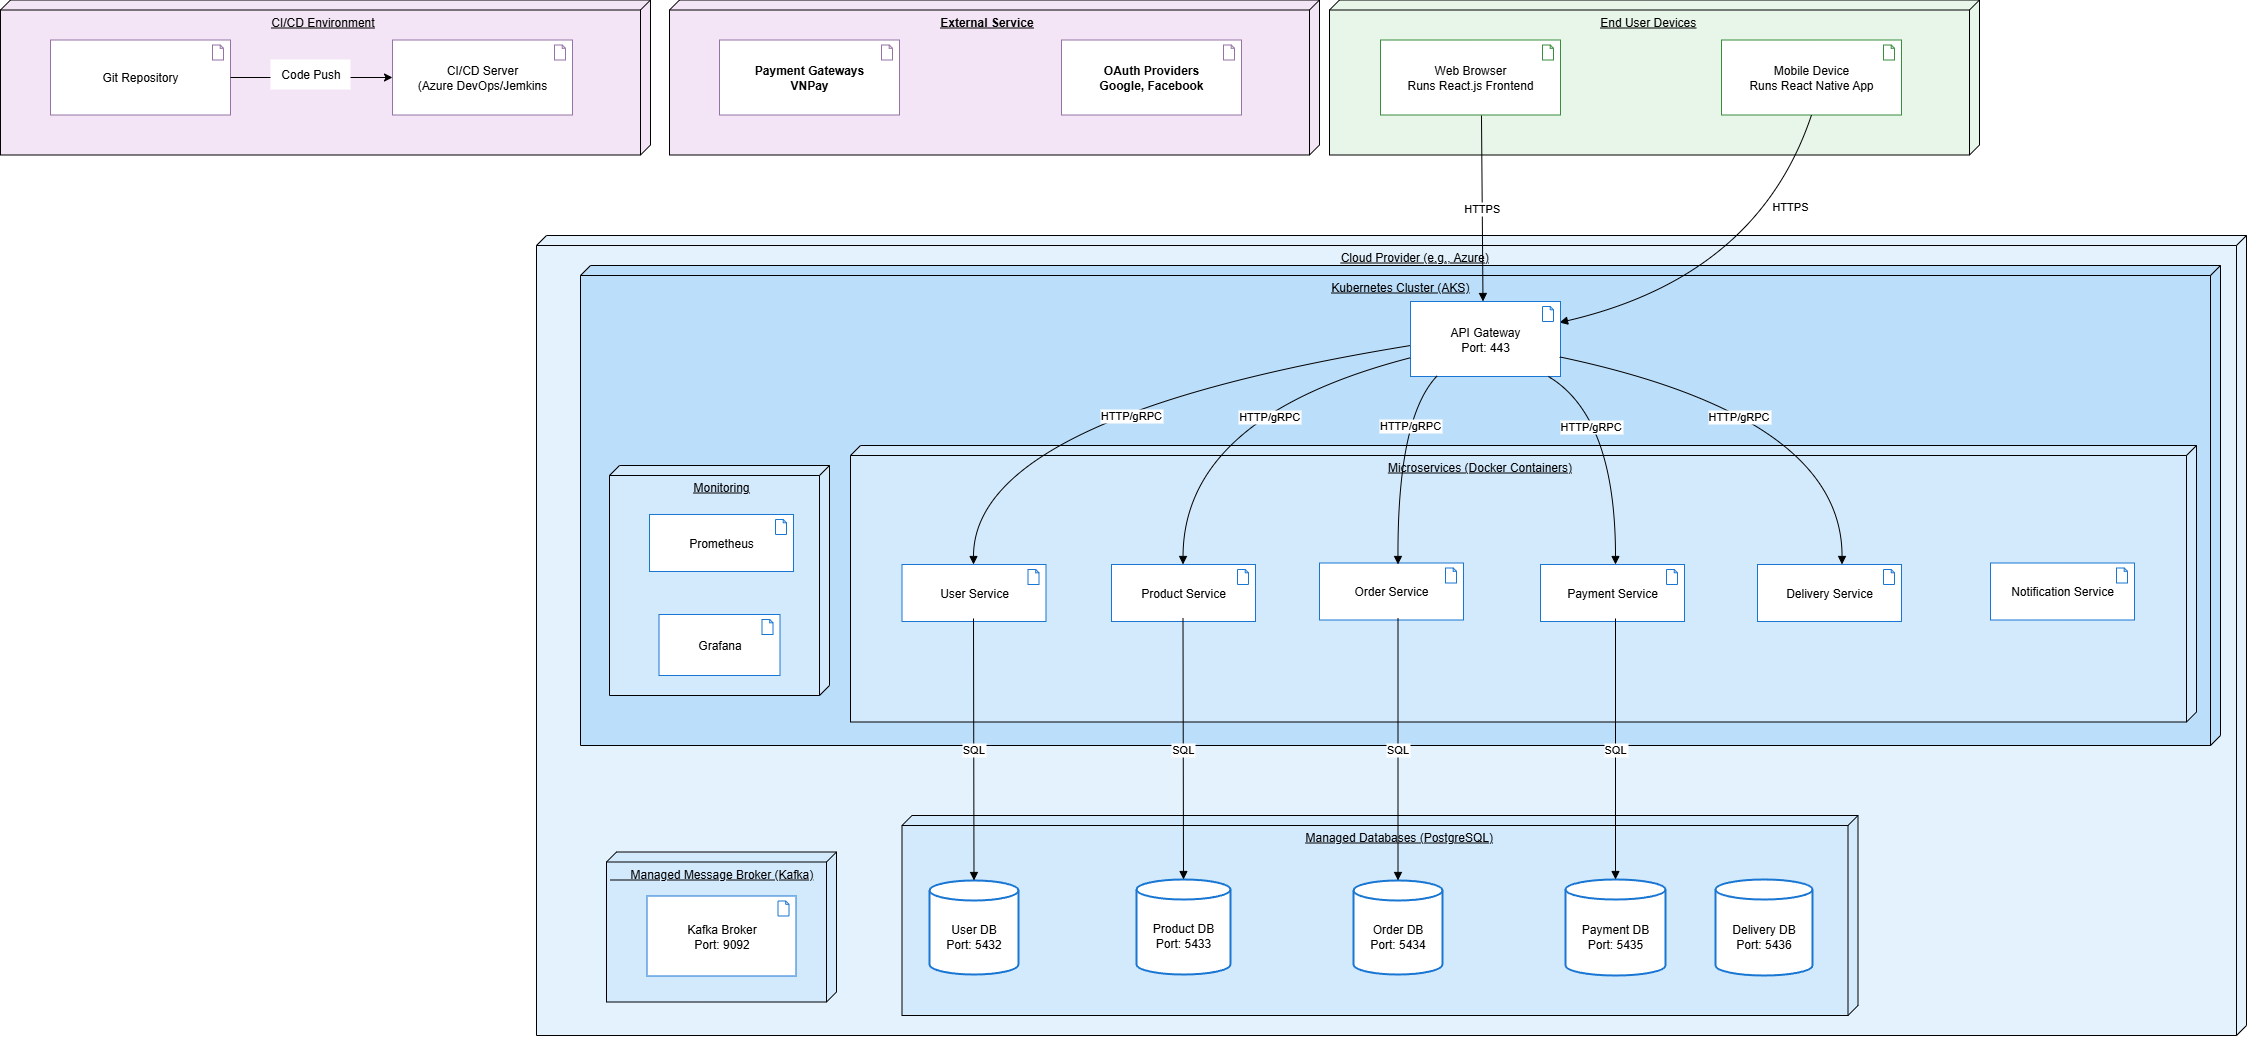 CI/CD Environment
Git Repository
Code Push
CI/CD Server
(Azure DevOps/Jemkins
External Service
Payment Gateways
VNPay
OAuth Providers
Google, Facebook
End User Devices
Web Browser
Runs React.js Frontend
Mobile Device
Runs React Native App
HTTPS
HTTPS
Cloud Provider (e.g., Azure)
Kubernetes Cluster (AKS)
API Gateway
Port: 443
HTTP/gRPC
HTTP/gRPC
HTTP/gRPC
HTTP/gRPC
HTTP/gRPC
Monitoring
Prometheus
Grafana
Microservices (Docker Containers)
User Service
Product Service
Order Service
Payment Service
Delivery Service
Notification Service
SQL
SQL
SQL
SQL
Managed Message Broker (Kafka)
Kafka Broker
Port: 9092
Managed Databases (PostgreSQL)
User DB
Port: 5432
Product DB
Port: 5433
Order DB
Port: 5434
Payment DB
Port: 5435
Delivery DB
Port: 5436